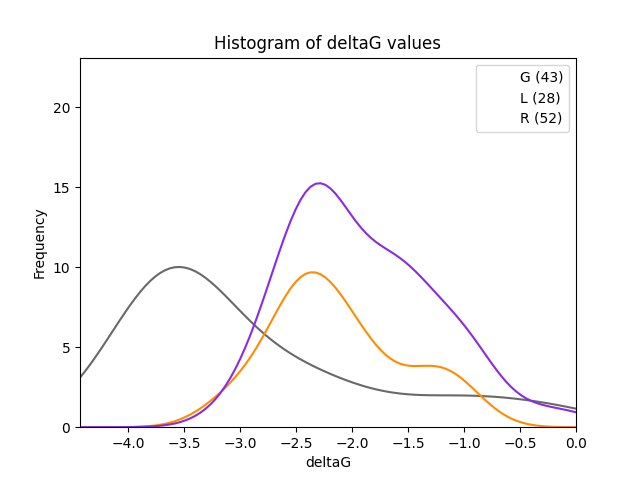 Histogram of deltaG values
G (43)
L (28)
R (52)
20
15
10
5
0
Frequency
−4.0 −3.5 −3.0 −2.5 −2.0 −1.5 −1.0 −0.5 0.0
deltaG